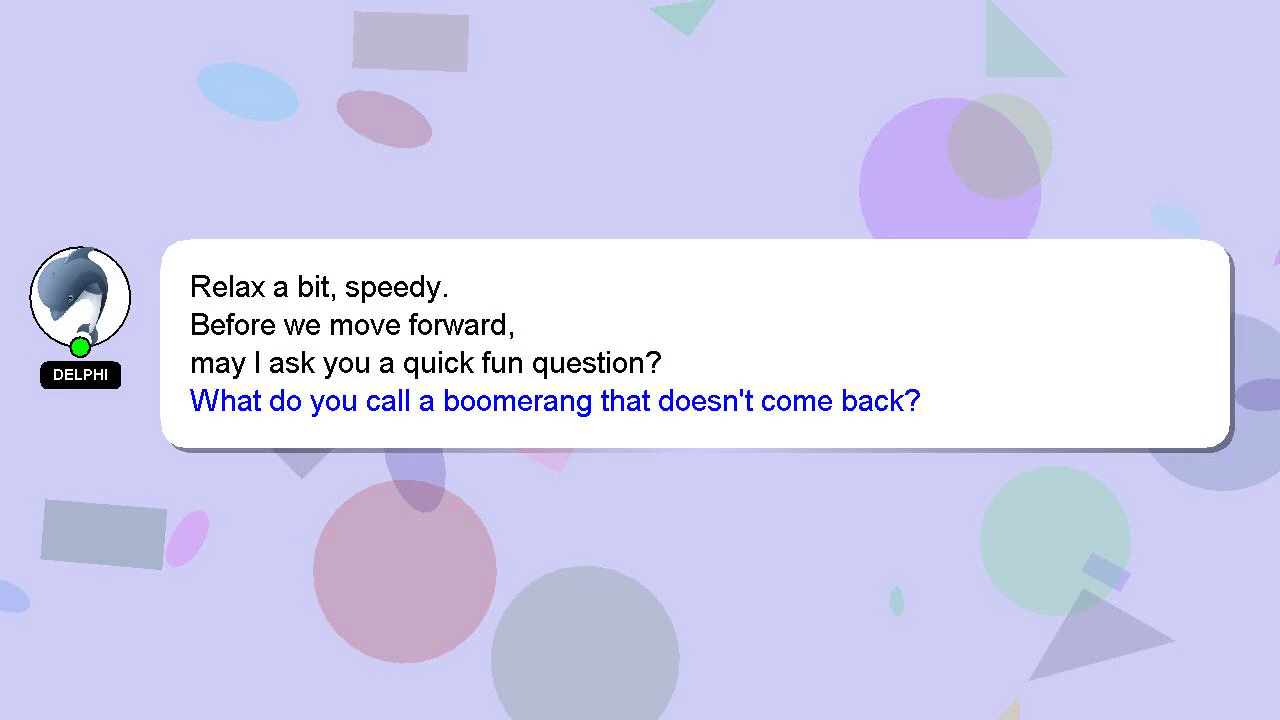 Relax a bit, speedy.
Before we move forward,
may I ask you a quick fun question?
What do you call a boomerang that doesn't come back?
DELPHI